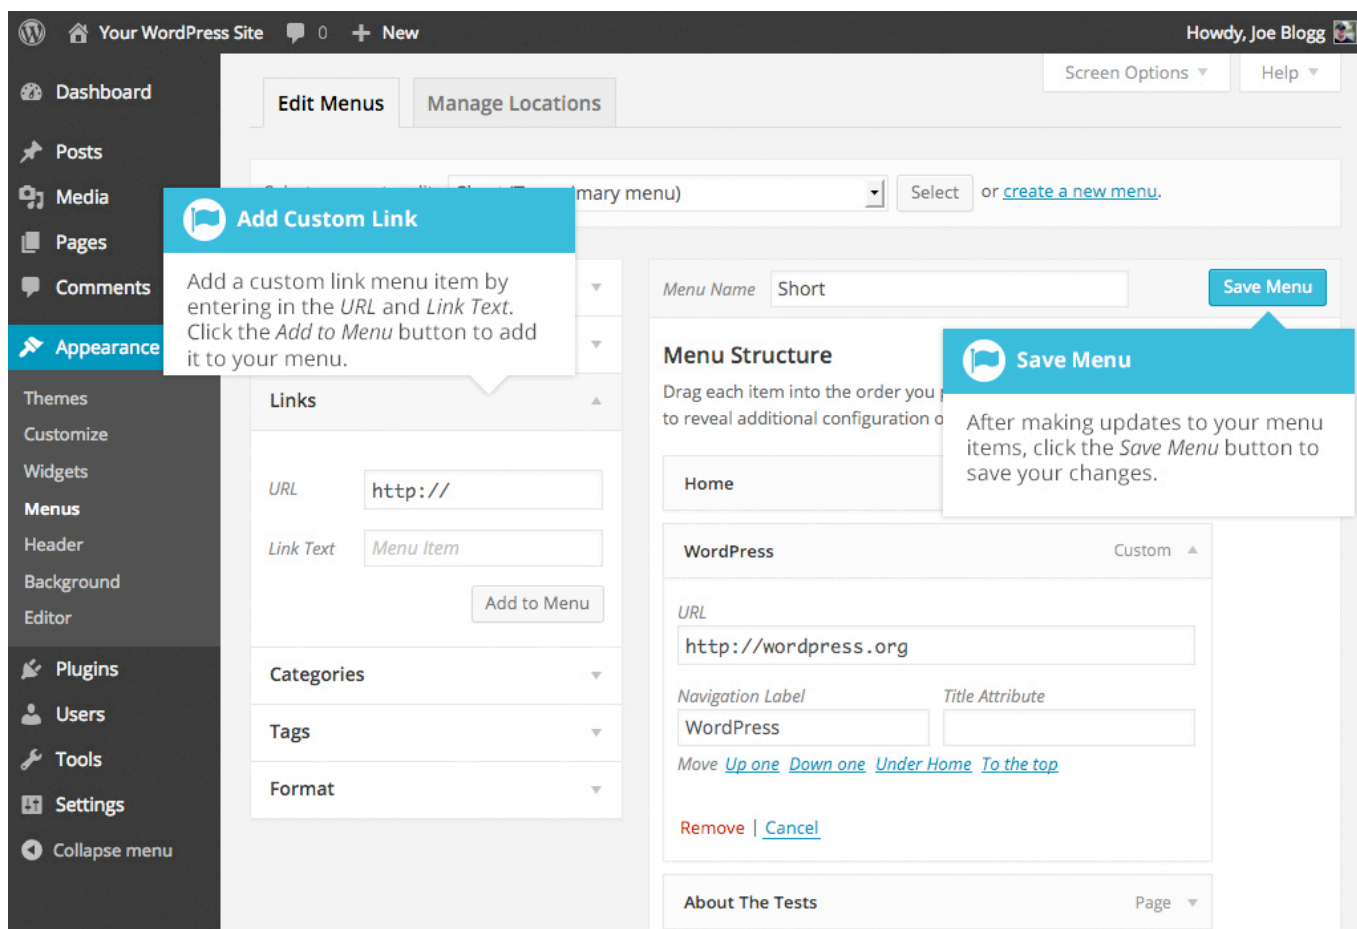 Your WordPress Site 0 + New
Howdy, Joe Blogg
Dashboard
Posts
Media
Pages
Comments
Appearance
Themes
Customize
Widgets
Menus
Header
Background
Editor
Plugins
Users
Tools
Settings
Collapse menu
Screen Options
Help
Edit Menus
Manage Locations
mary menu)
Select
or create a new menu.
Add Custom Link
Add a custom link menu item by
entering in the URL and Link Text.
Click the Add to Menu button to add
it to your menu.
Links
URL
http://
Link Text
Menu Item
Add to Menu
Categories
Tags
Format
Menu Name
Short
Save Menu
Menu Structure
Drag each item into the order you
to reveal additional configuration
Save Menu
After making updates to your menu
items, click the Save Menu button to
save your changes.
Home
WordPress
Custom
URL
http://wordpress.org
Navigation Label
Title Attribute
WordPress
Move Up one Down one Under Home To the top
Remove | Cancel
About The Tests
Page